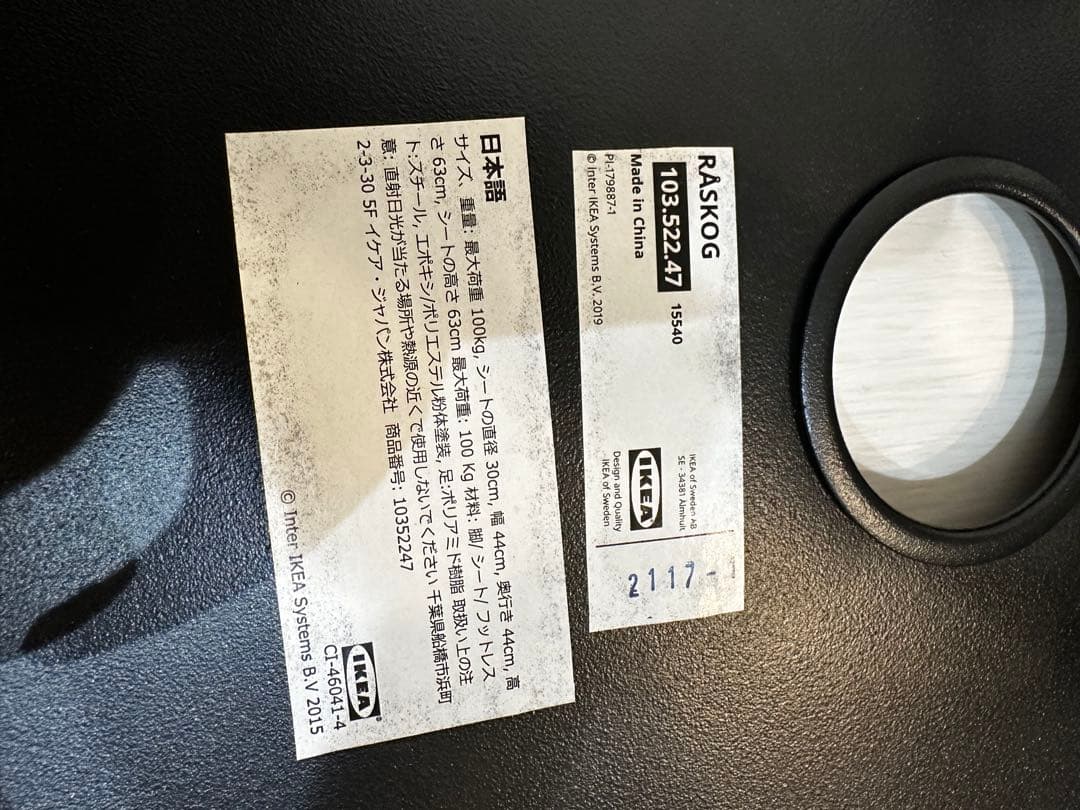 日本語
サイズ、重量: 最大荷重 100kg, シートの直径 30cm, 幅 44cm, 奥行き 44cm, 高
さ 63cm, シートの高さ 63cm 最大荷重: 100 Kg 材料: 脚/ シート/ フットレス
ト:スチール, エポキシ/ポリエステル粉体塗装 足:ポリアミド樹脂 取扱い上の注
意: 直射日光が当たる場所や熱源の近くで使用しないでください 千葉県船橋市浜町
2-3-30 5F イケア・ジャパン株式会社 商品番号: 10352247
IKEA®
CI-46041-4
© Inter IKEA Systems B.V 2015
RÅSKOG
103.522.47 15540
Made in China
PI-179887-1
© Inter IKEA Systems B.V. 2019
IKEA of Sweden AB
SE - 34381 Älmhult
IKEA
Design and Quality
IKEA of Sweden
2117-